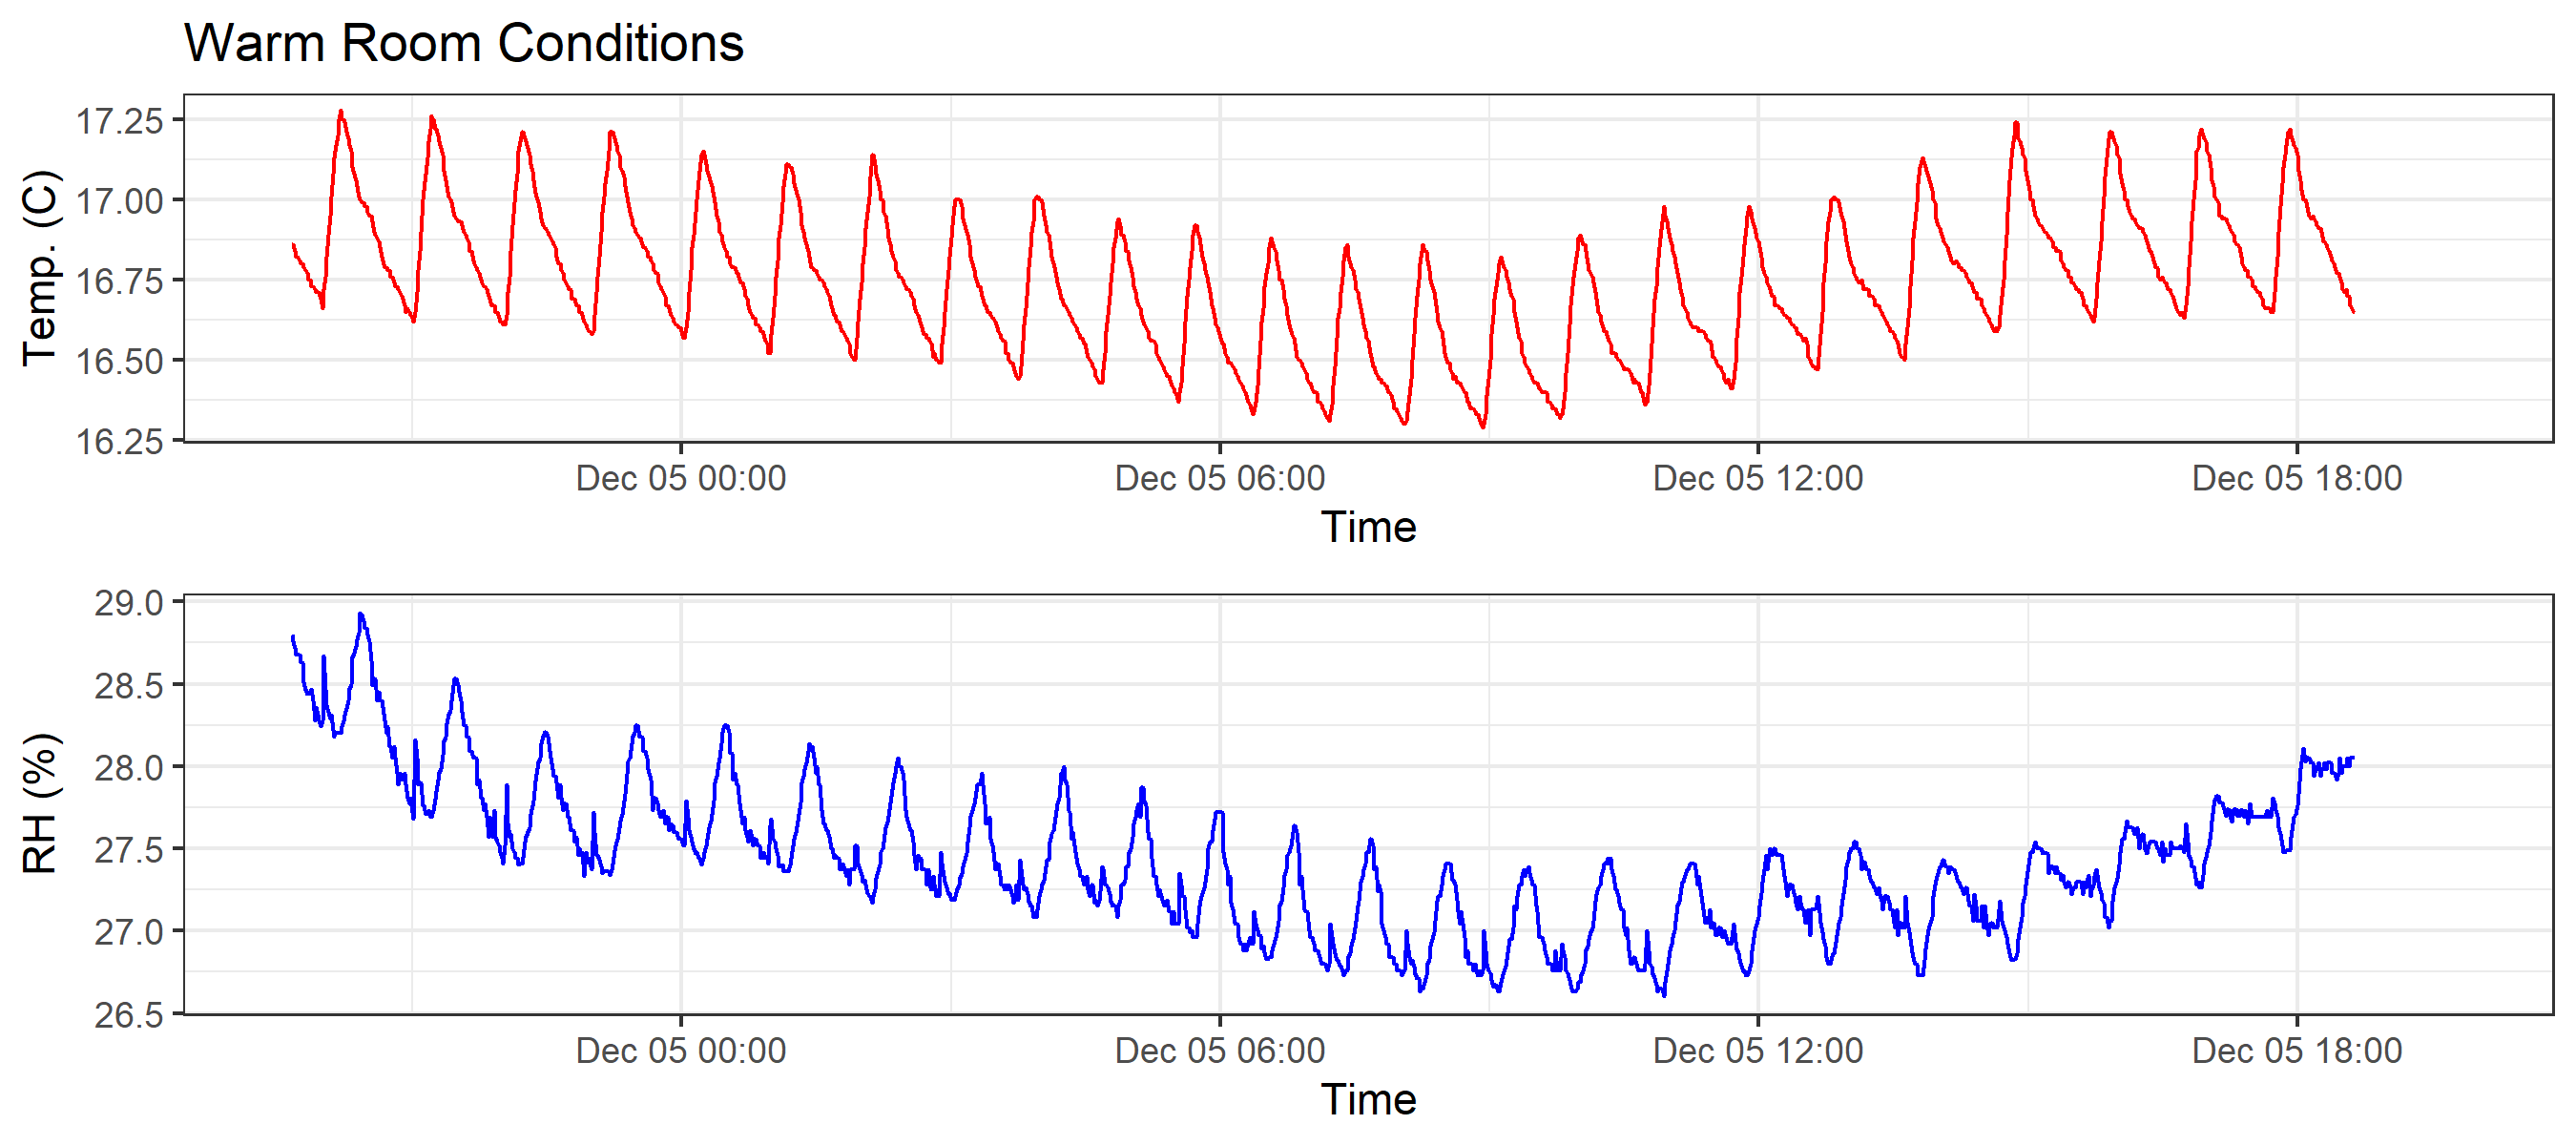 Warm Room Conditions
Temp. (C)
17.25
17.00
16.75
16.50
16.25
Dec 05 00:00 Dec 05 06:00 Dec 05 12:00 Dec 05 18:00
Time
RH (%)
29.0
28.5
28.0
27.5
27.0
26.5
Dec 05 00:00 Dec 05 06:00 Dec 05 12:00 Dec 05 18:00
Time